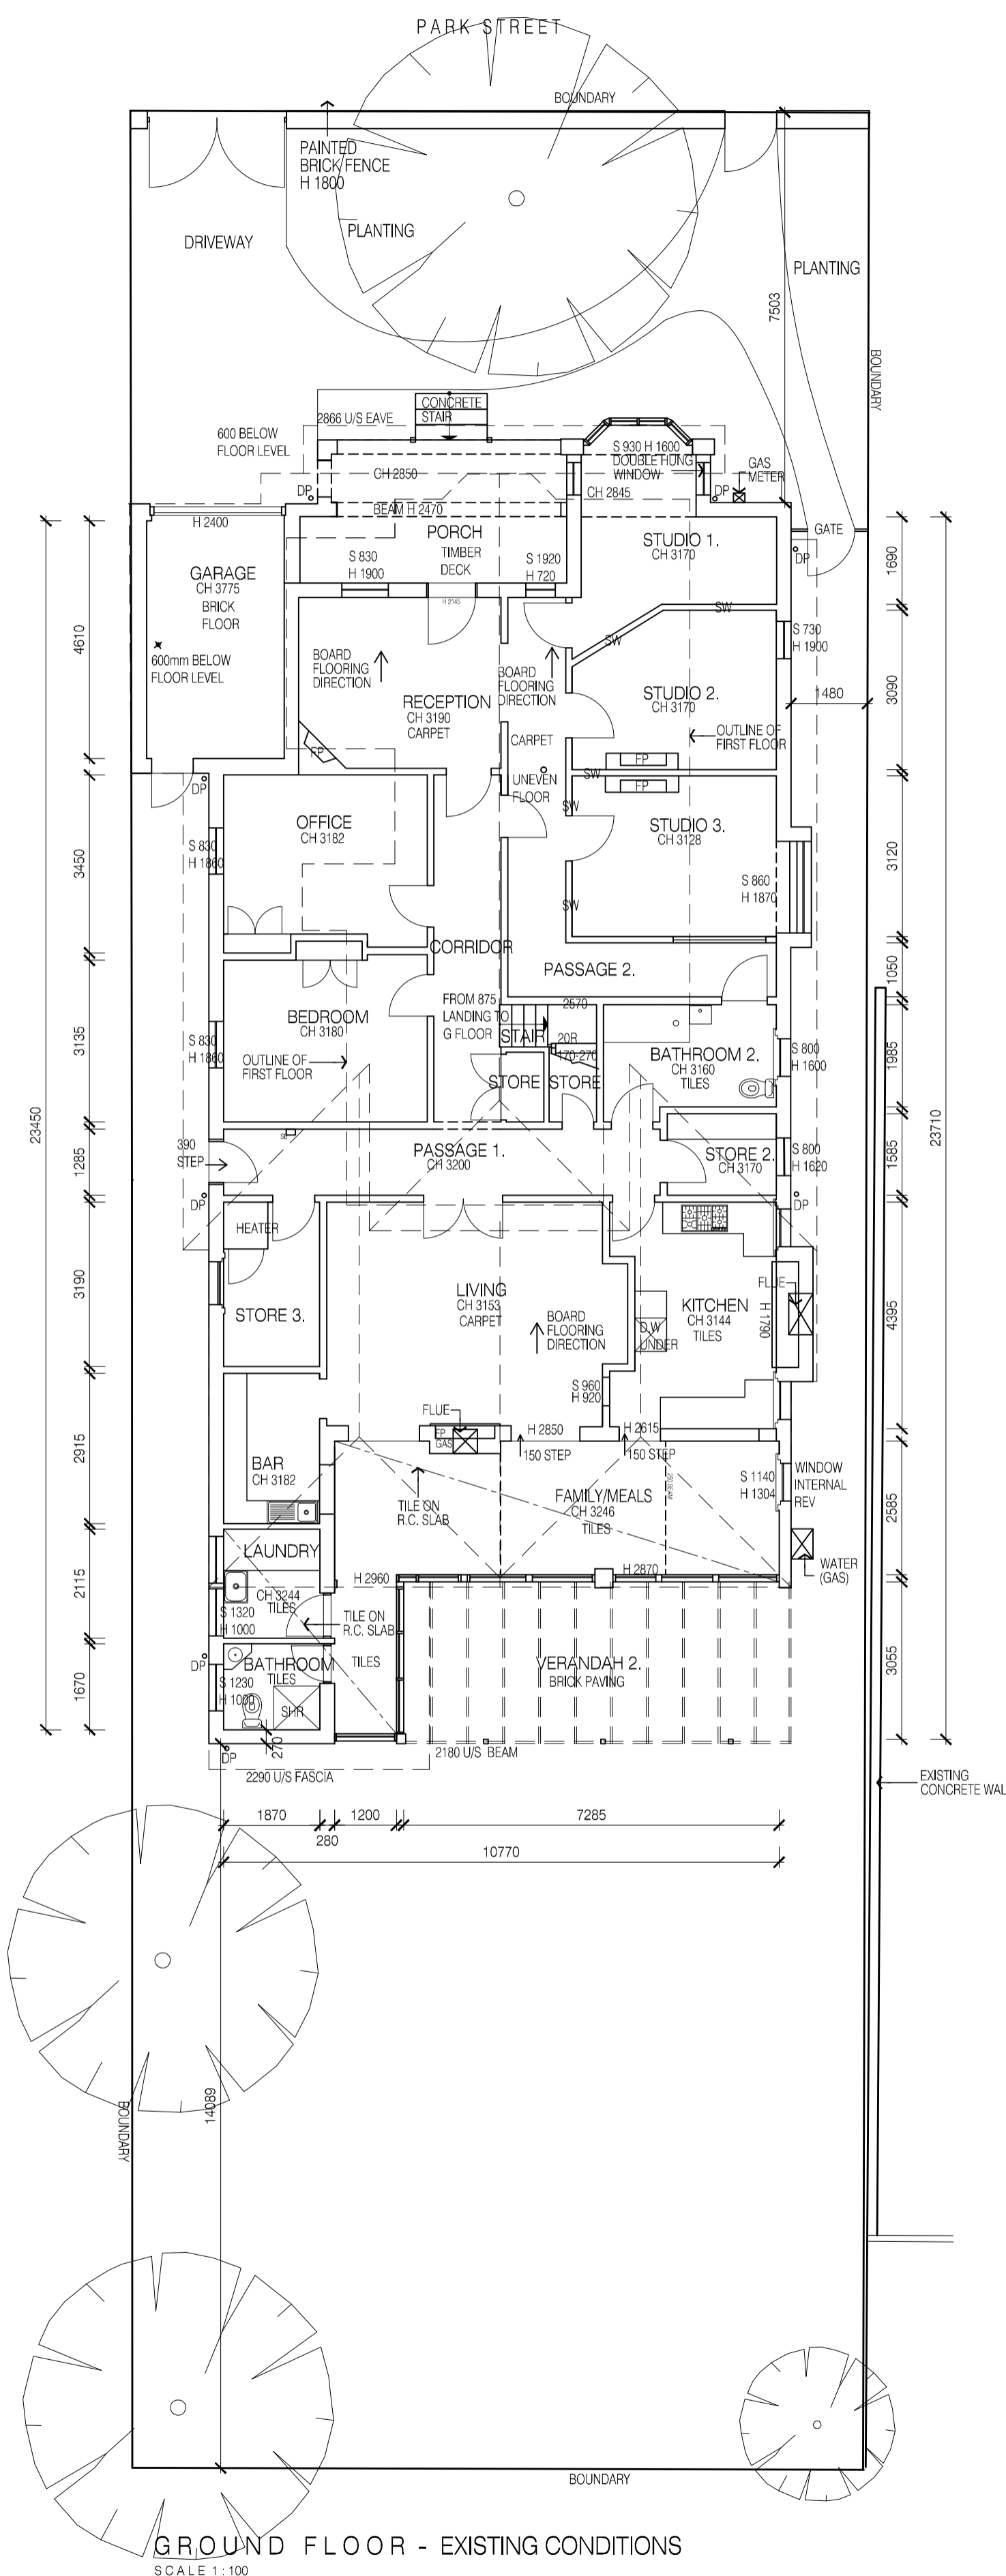 PARK STREET
BOUNDARY
PAINTED
BRICK FENCE
H 1800
DRIVEWAY
PLANTING
PLANTING
7503
BOUNDARY
CONCRETE
STAIR
2866 U/S EAVE
600 BELOW
FLOOR LEVEL
S 930 H 1600
DOUBLE HUNG
WINDOW
GAS
METER
CH 2850
CH 2845
DP
DP
BEAM H 2470
H 2400
PORCH
TIMBER
DECK
STUDIO 1.
CH 3170
GATE
DP
1690
S 830
H 1900
S 1920
H 720
GARAGE
CH 3775
BRICK
FLOOR
H 2145
SW
SW
4610
600mm BELOW
FLOOR LEVEL
BOARD
FLOORING
DIRECTION
BOARD
FLOORING
DIRECTION
S 730
H 1900
STUDIO 2.
CH 3170
1480
3090
RECEPTION
CH 3190
CARPET
CARPET
OUTLINE OF
FIRST FLOOR
FP
FP
UNEVEN
FLOOR
SW
FP
DP
SW
OFFICE
CH 3182
STUDIO 3.
CH 3128
S 830
H 1860
3450
3120
S 860
H 1870
SW
CORRIDOR
PASSAGE 2.
1050
FROM 875
LANDING TO
G FLOOR
2570
BEDROOM
CH 3180
STAIR
20R
170-270
S 830
H 1860
3135
OUTLINE OF
FIRST FLOOR
BATHROOM 2.
CH 3160
TILES
S 800
H 1600
1985
STORE
STORE
23450
23710
390
STEP
1285
PASSAGE 1.
CH 3200
STORE 2.
CH 3170
S 800
H 1620
1585
DP
DP
HEATER
3190
STORE 3.
LIVING
CH 3153
CARPET
BOARD
FLOORING
DIRECTION
KITCHEN
CH 3144
TILES
D.W
UNDER
FLUE
H 1790
4395
S 960
H 920
FLUE
FP
GAS
H 2850
H 2615
150 STEP
150 STEP
2915
BAR
CH 3182
TILE ON
R.C. SLAB
FAMILY/MEALS
CH 3246
TILES
S 1140
H 1304
WINDOW
INTERNAL
REV
2585
LAUNDRY
CH 3244
TILES
H 2960
H 2870
WATER
(GAS)
2115
S 1320
H 1000
TILE ON
R.C. SLAB
DP
BATHROOM
TILES
TILES
S 1230
H 1000
SHR
1670
VERANDAH 2.
BRICK PAVING
3055
DP
270
2180 U/S BEAM
2290 U/S FASCIA
EXISTING
CONCRETE WAL
1870
280
1200
7285
10770
14089
BOUNDARY
BOUNDARY
GROUND FLOOR - EXISTING CONDITIONS
SCALE 1 : 100